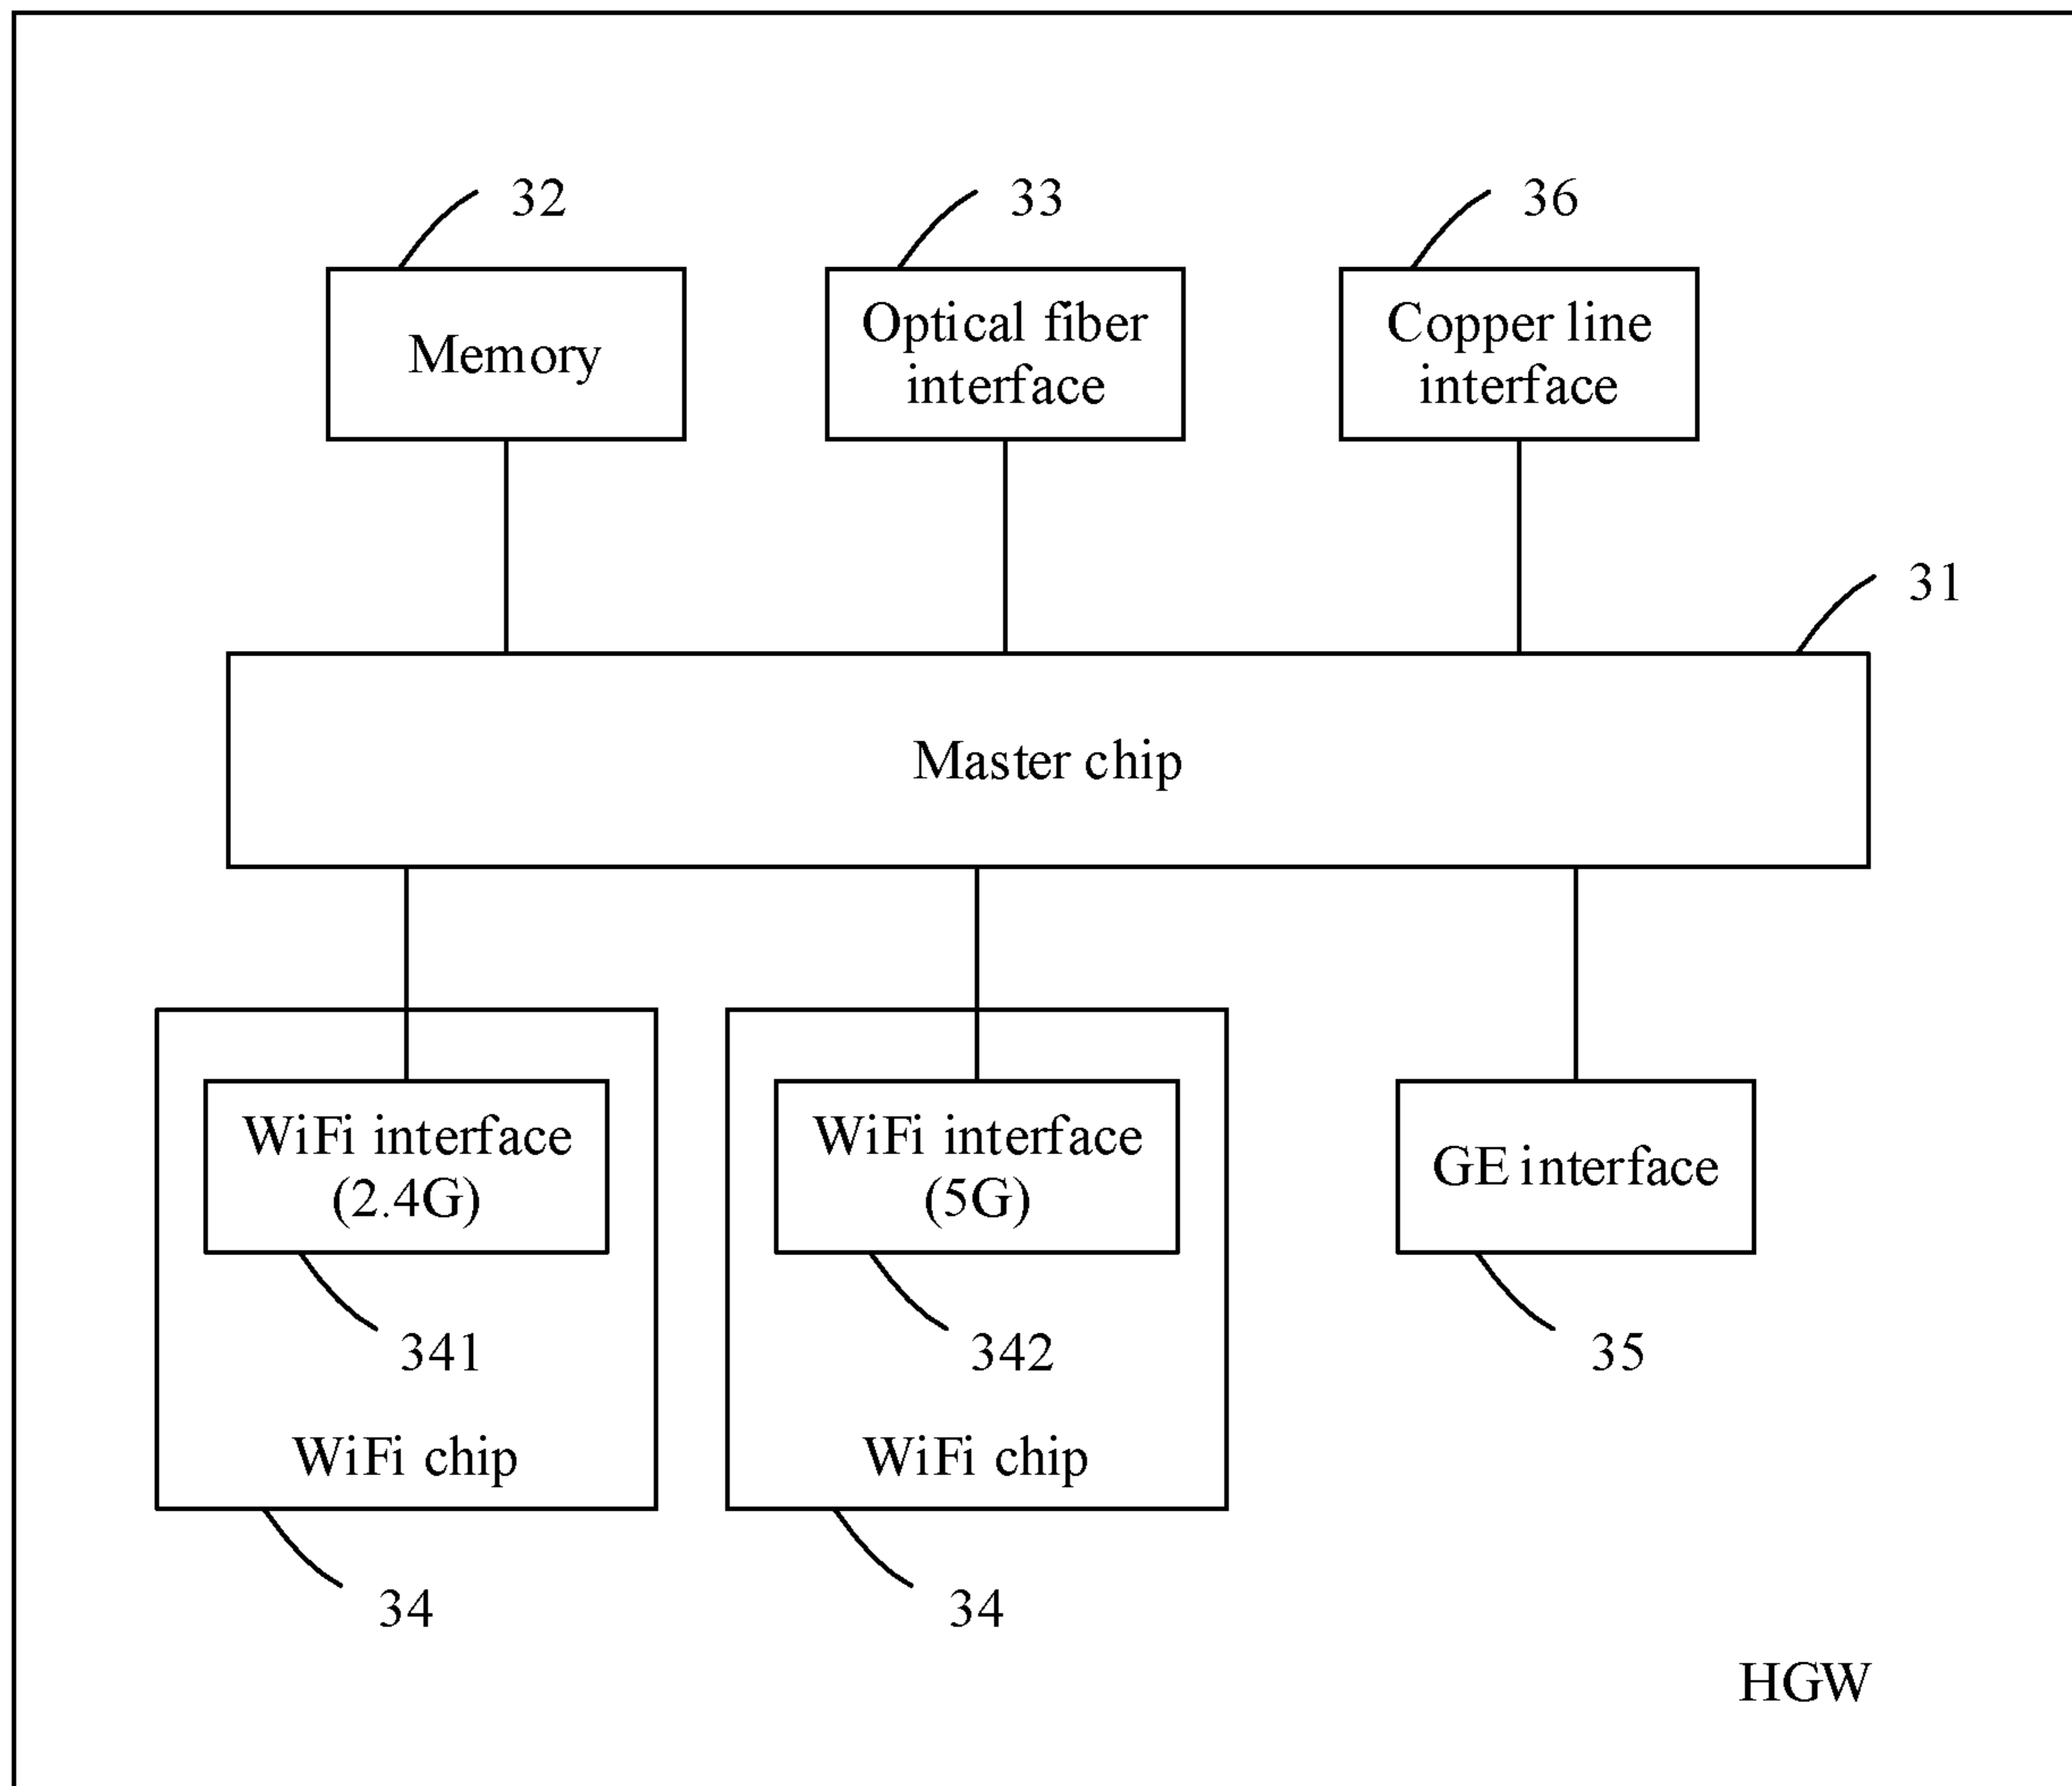 32
33
36
Memory
Optical fiber
interface
Copper line
interface
31
Master chip
WiFi interface
(2.4G)
WiFi interface
(5G)
GE interface
341
342
35
WiFi chip
WiFi chip
34
34
HGW